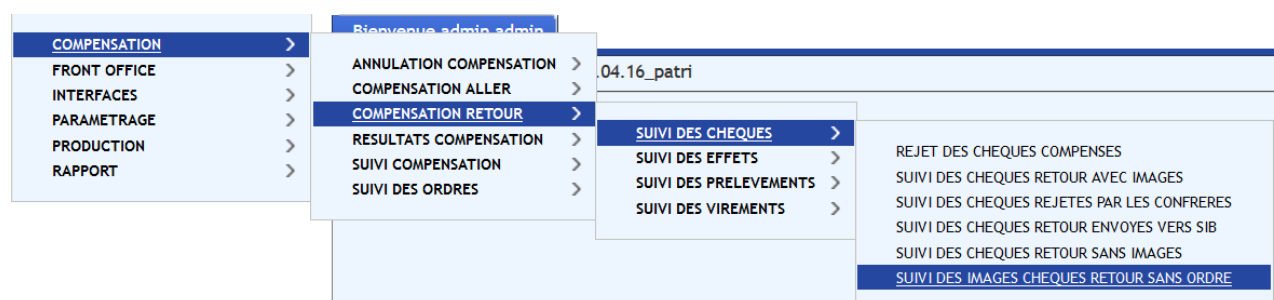 Bienvenue admin admin
.04.16_patri
COMPENSATION
FRONT OFFICE
INTERFACES
PARAMETRAGE
PRODUCTION
RAPPORT
ANNULATION COMPENSATION
COMPENSATION ALLER
COMPENSATION RETOUR
RESULTATS COMPENSATION
SUIVI COMPENSATION
SUIVI DES ORDRES
SUIVI DES CHEQUES
SUIVI DES EFFETS
SUIVI DES PRELEVEMENTS
SUIVI DES VIREMENTS
REJET DES CHEQUES COMPENSES
SUIVI DES CHEQUES RETOUR AVEC IMAGES
SUIVI DES CHEQUES REJETES PAR LES CONFRERES
SUIVI DES CHEQUES RETOUR ENVOYES VERS SIB
SUIVI DES CHEQUES RETOUR SANS IMAGES
SUIVI DES IMAGES CHEQUES RETOUR SANS ORDRE